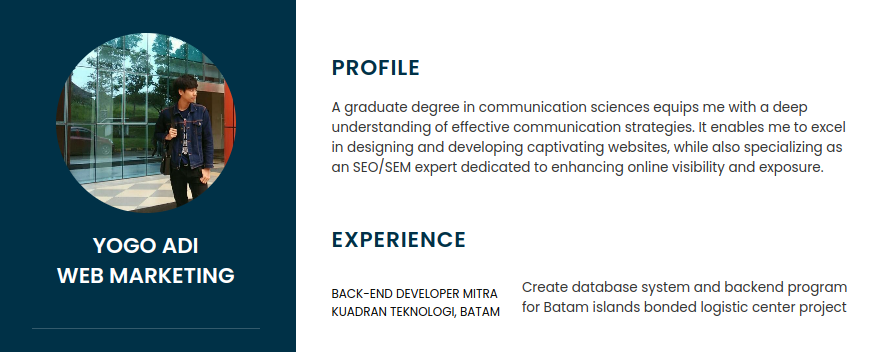 YOGO ADI
WEB MARKETING
PROFILE
A graduate degree in communication sciences equips me with a deep
understanding of effective communication strategies. It enables me to excel
in designing and developing captivating websites, while also specializing as
an SEO/SEM expert dedicated to enhancing online visibility and exposure.
EXPERIENCE
BACK-END DEVELOPER MITRA
KUADRAN TEKNOLOGI, BATAM
Create database system and backend program
for Batam islands bonded logistic center project